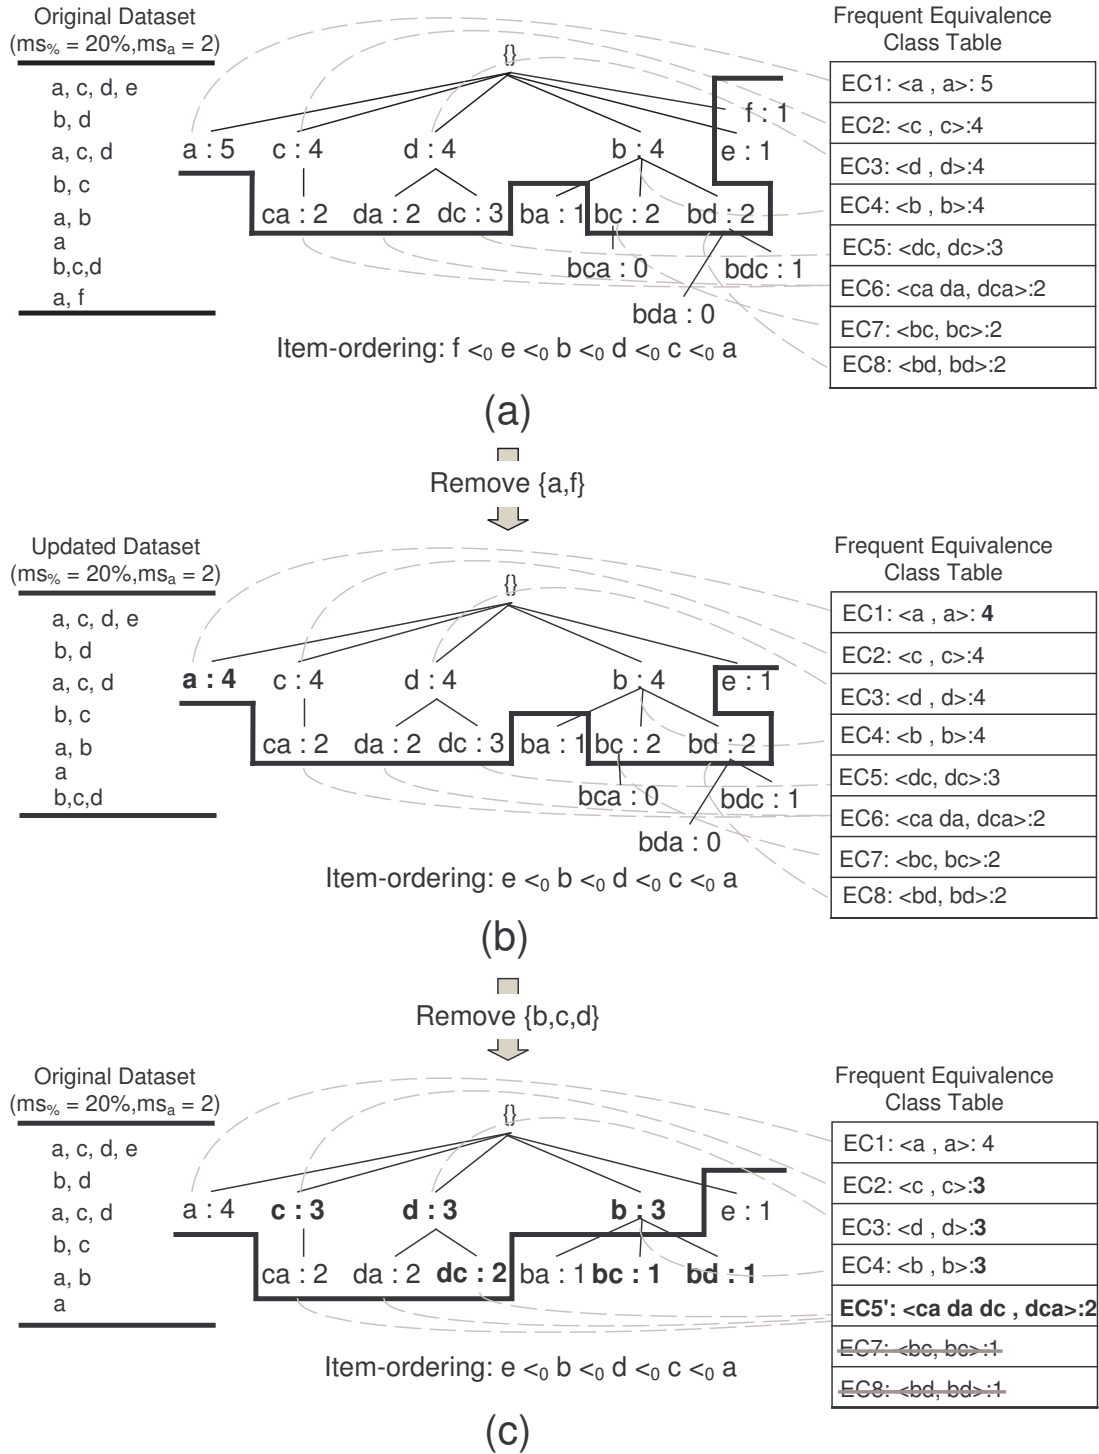 Original Dataset
(ms% = 20%,msa = 2)
a, c, d, e
b, d
a, c, d
b, c
a, b
a
b,c,d
a, f
{}
f : 1
a : 5 c : 4 d : 4 b : 4 e : 1
ca : 2 da : 2 dc : 3 ba : 1 bc : 2 bd : 2
bca : 0 bdc : 1
bda : 0
Item-ordering: f <0 e <0 b <0 d <0 c <0 a
Frequent Equivalence
Class Table
EC1: <a , a>: 5
EC2: <c , c>:4
EC3: <d , d>:4
EC4: <b , b>:4
EC5: <dc, dc>:3
EC6: <ca da, dca>:2
EC7: <bc, bc>:2
EC8: <bd, bd>:2
(a)
Remove {a,f}
Updated Dataset
(ms% = 20%,msa = 2)
a, c, d, e
b, d
a, c, d
b, c
a, b
a
b,c,d
{}
a : 4 c : 4 d : 4 b : 4 e : 1
ca : 2 da : 2 dc : 3 ba : 1 bc : 2 bd : 2
bca : 0 bdc : 1
bda : 0
Item-ordering: e <0 b <0 d <0 c <0 a
Frequent Equivalence
Class Table
EC1: <a , a>: 4
EC2: <c , c>:4
EC3: <d , d>:4
EC4: <b , b>:4
EC5: <dc, dc>:3
EC6: <ca da, dca>:2
EC7: <bc, bc>:2
EC8: <bd, bd>:2
(b)
Remove {b,c,d}
Original Dataset
(ms% = 20%,msa = 2)
a, c, d, e
b, d
a, c, d
b, c
a, b
a
{}
a : 4 c : 3 d : 3 b : 3 e : 1
ca : 2 da : 2 dc : 2 ba : 1 bc : 1 bd : 1
Item-ordering: e <0 b <0 d <0 c <0 a
Frequent Equivalence
Class Table
EC1: <a , a>: 4
EC2: <c , c>:3
EC3: <d , d>:3
EC4: <b , b>:3
EC5': <ca da dc , dca>:2
EC7: <bc, bc>:1
EC8: <bd, bd>:1
(c)